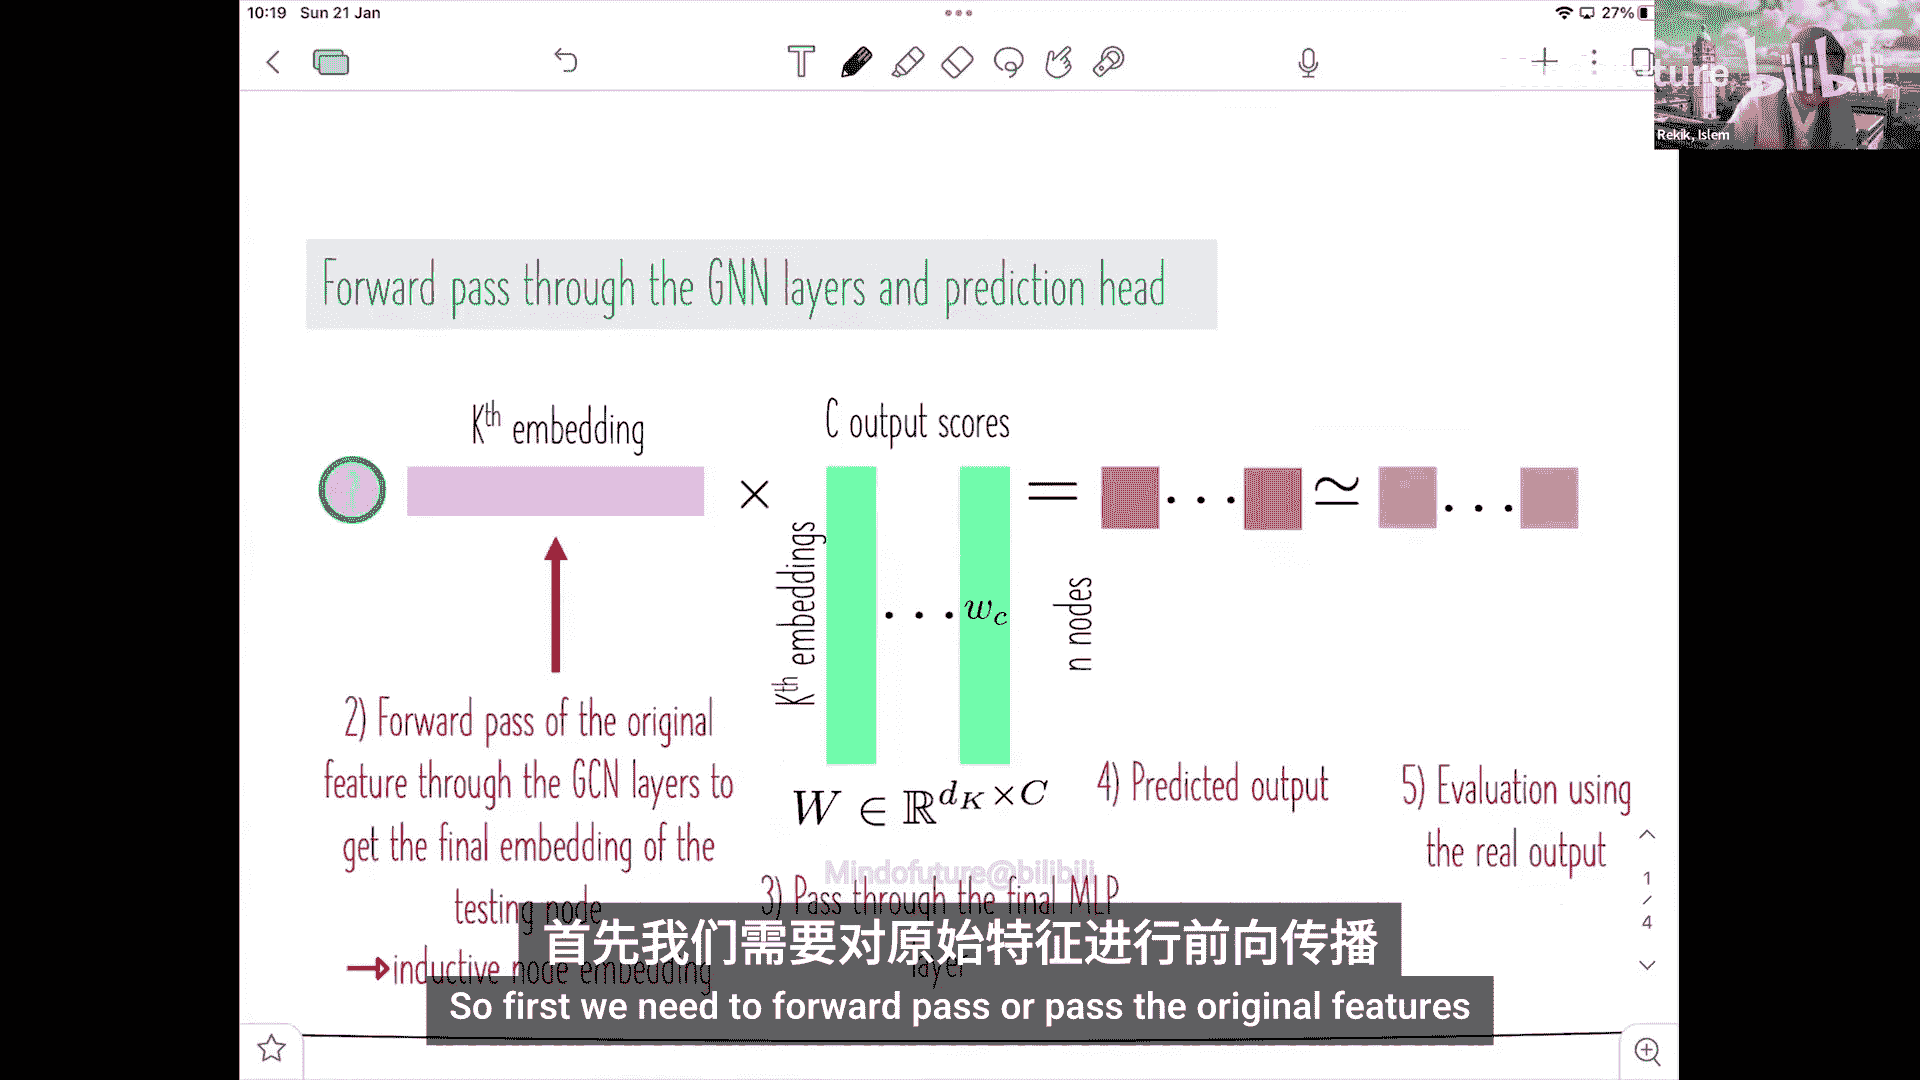 10:19 Sun 21 Jan
27%
ture bilibili
Rekik, Islem
Forward pass through the GNN layers and prediction head
Kth embedding
C output scores
?
×
=
...
≃
...
Kth embeddings
... wc
n nodes
2) Forward pass of the original
feature through the GCN layers to
get the final embedding of the
testing node
→ inductive node embedding
W ∈ ℝ^{d_K × C}
3) Pass through the final MLP
layer
4) Predicted output
5) Evaluation using
the real output
1
/
4
Mindofuture@bilibili
首先我们需要对原始特征进行前向传播
So first we need to forward pass or pass the original features